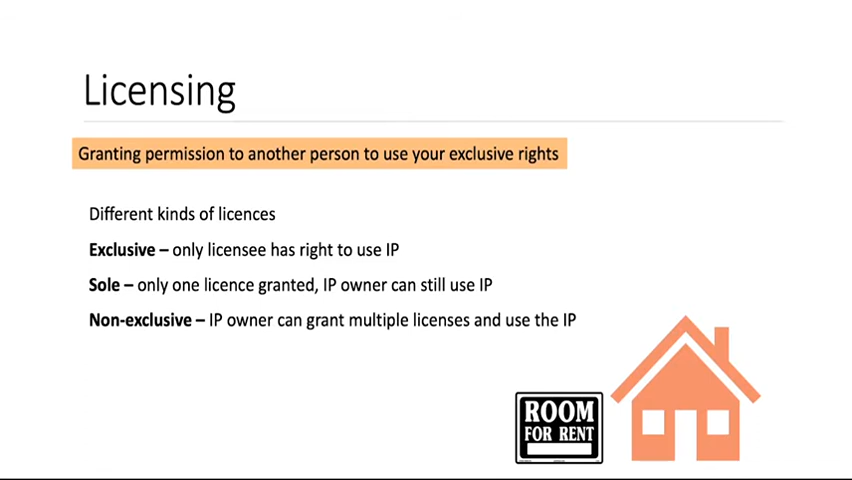 Licensing
Granting permission to another person to use your exclusive rights
Different kinds of licences
Exclusive – only licensee has right to use IP
Sole – only one licence granted, IP owner can still use IP
Non-exclusive – IP owner can grant multiple licenses and use the IP
ROOM
FOR RENT